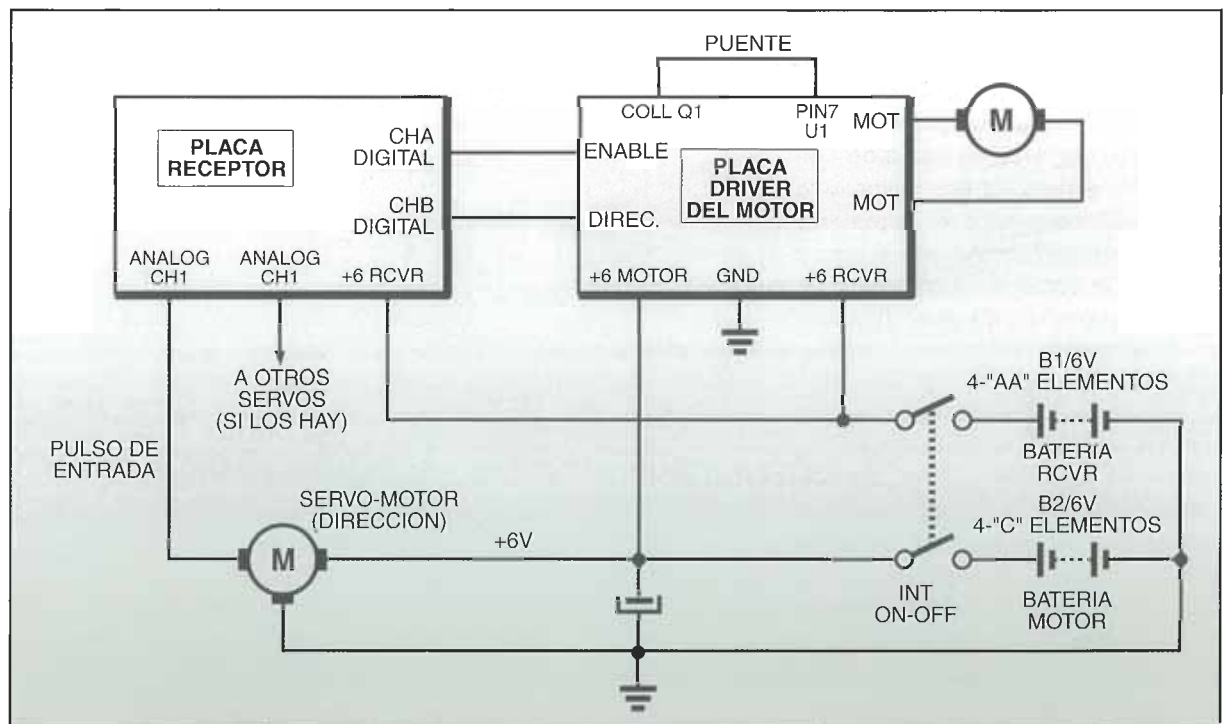 PUENTE
COLL Q1
PIN7
U1
MOT
M
CHA
DIGITAL
ENABLE
PLACA
RECEPTOR
PLACA
DRIVER
DEL MOTOR
CHB
DIGITAL
DIREC.
MOT
ANALOG
CH1
ANALOG
CH1
+6 RCVR
+6 MOTOR
GND
+6 RCVR
A OTROS
SERVOS
(SI LOS HAY)
B1/6V
4-"AA" ELEMENTOS
BATERIA
RCVR
PULSO DE
ENTRADA
SERVO-MOTOR
(DIRECCION)
M
+6V
B2/6V
4-"C" ELEMENTOS
INT
ON-OFF
BATERIA
MOTOR